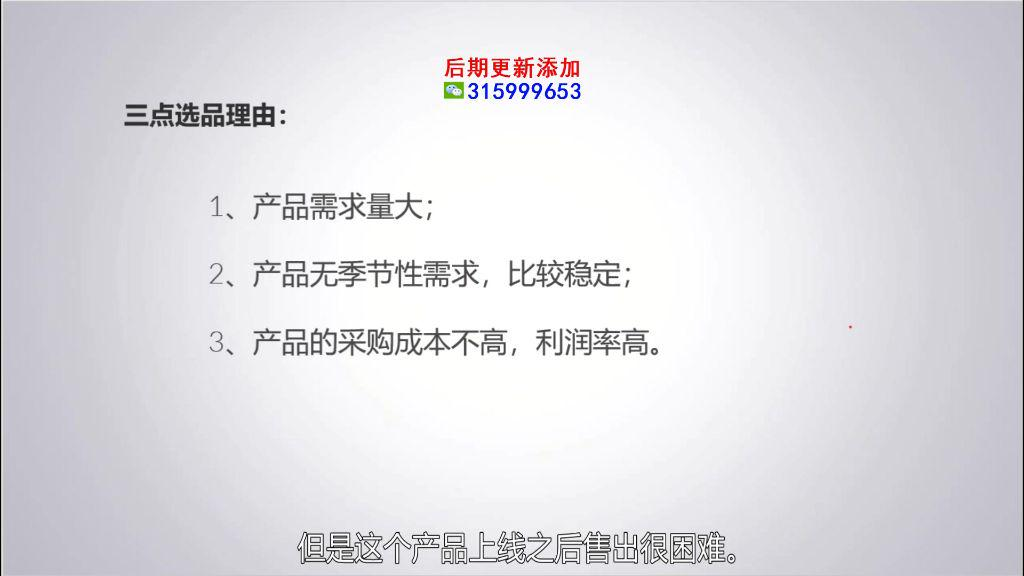 后期更新添加
315999653
三点选品理由：
1、产品需求量大；
2、产品无季节性需求，比较稳定；
3、产品的采购成本不高，利润率高。
但是这个产品上线之后售出很困难。